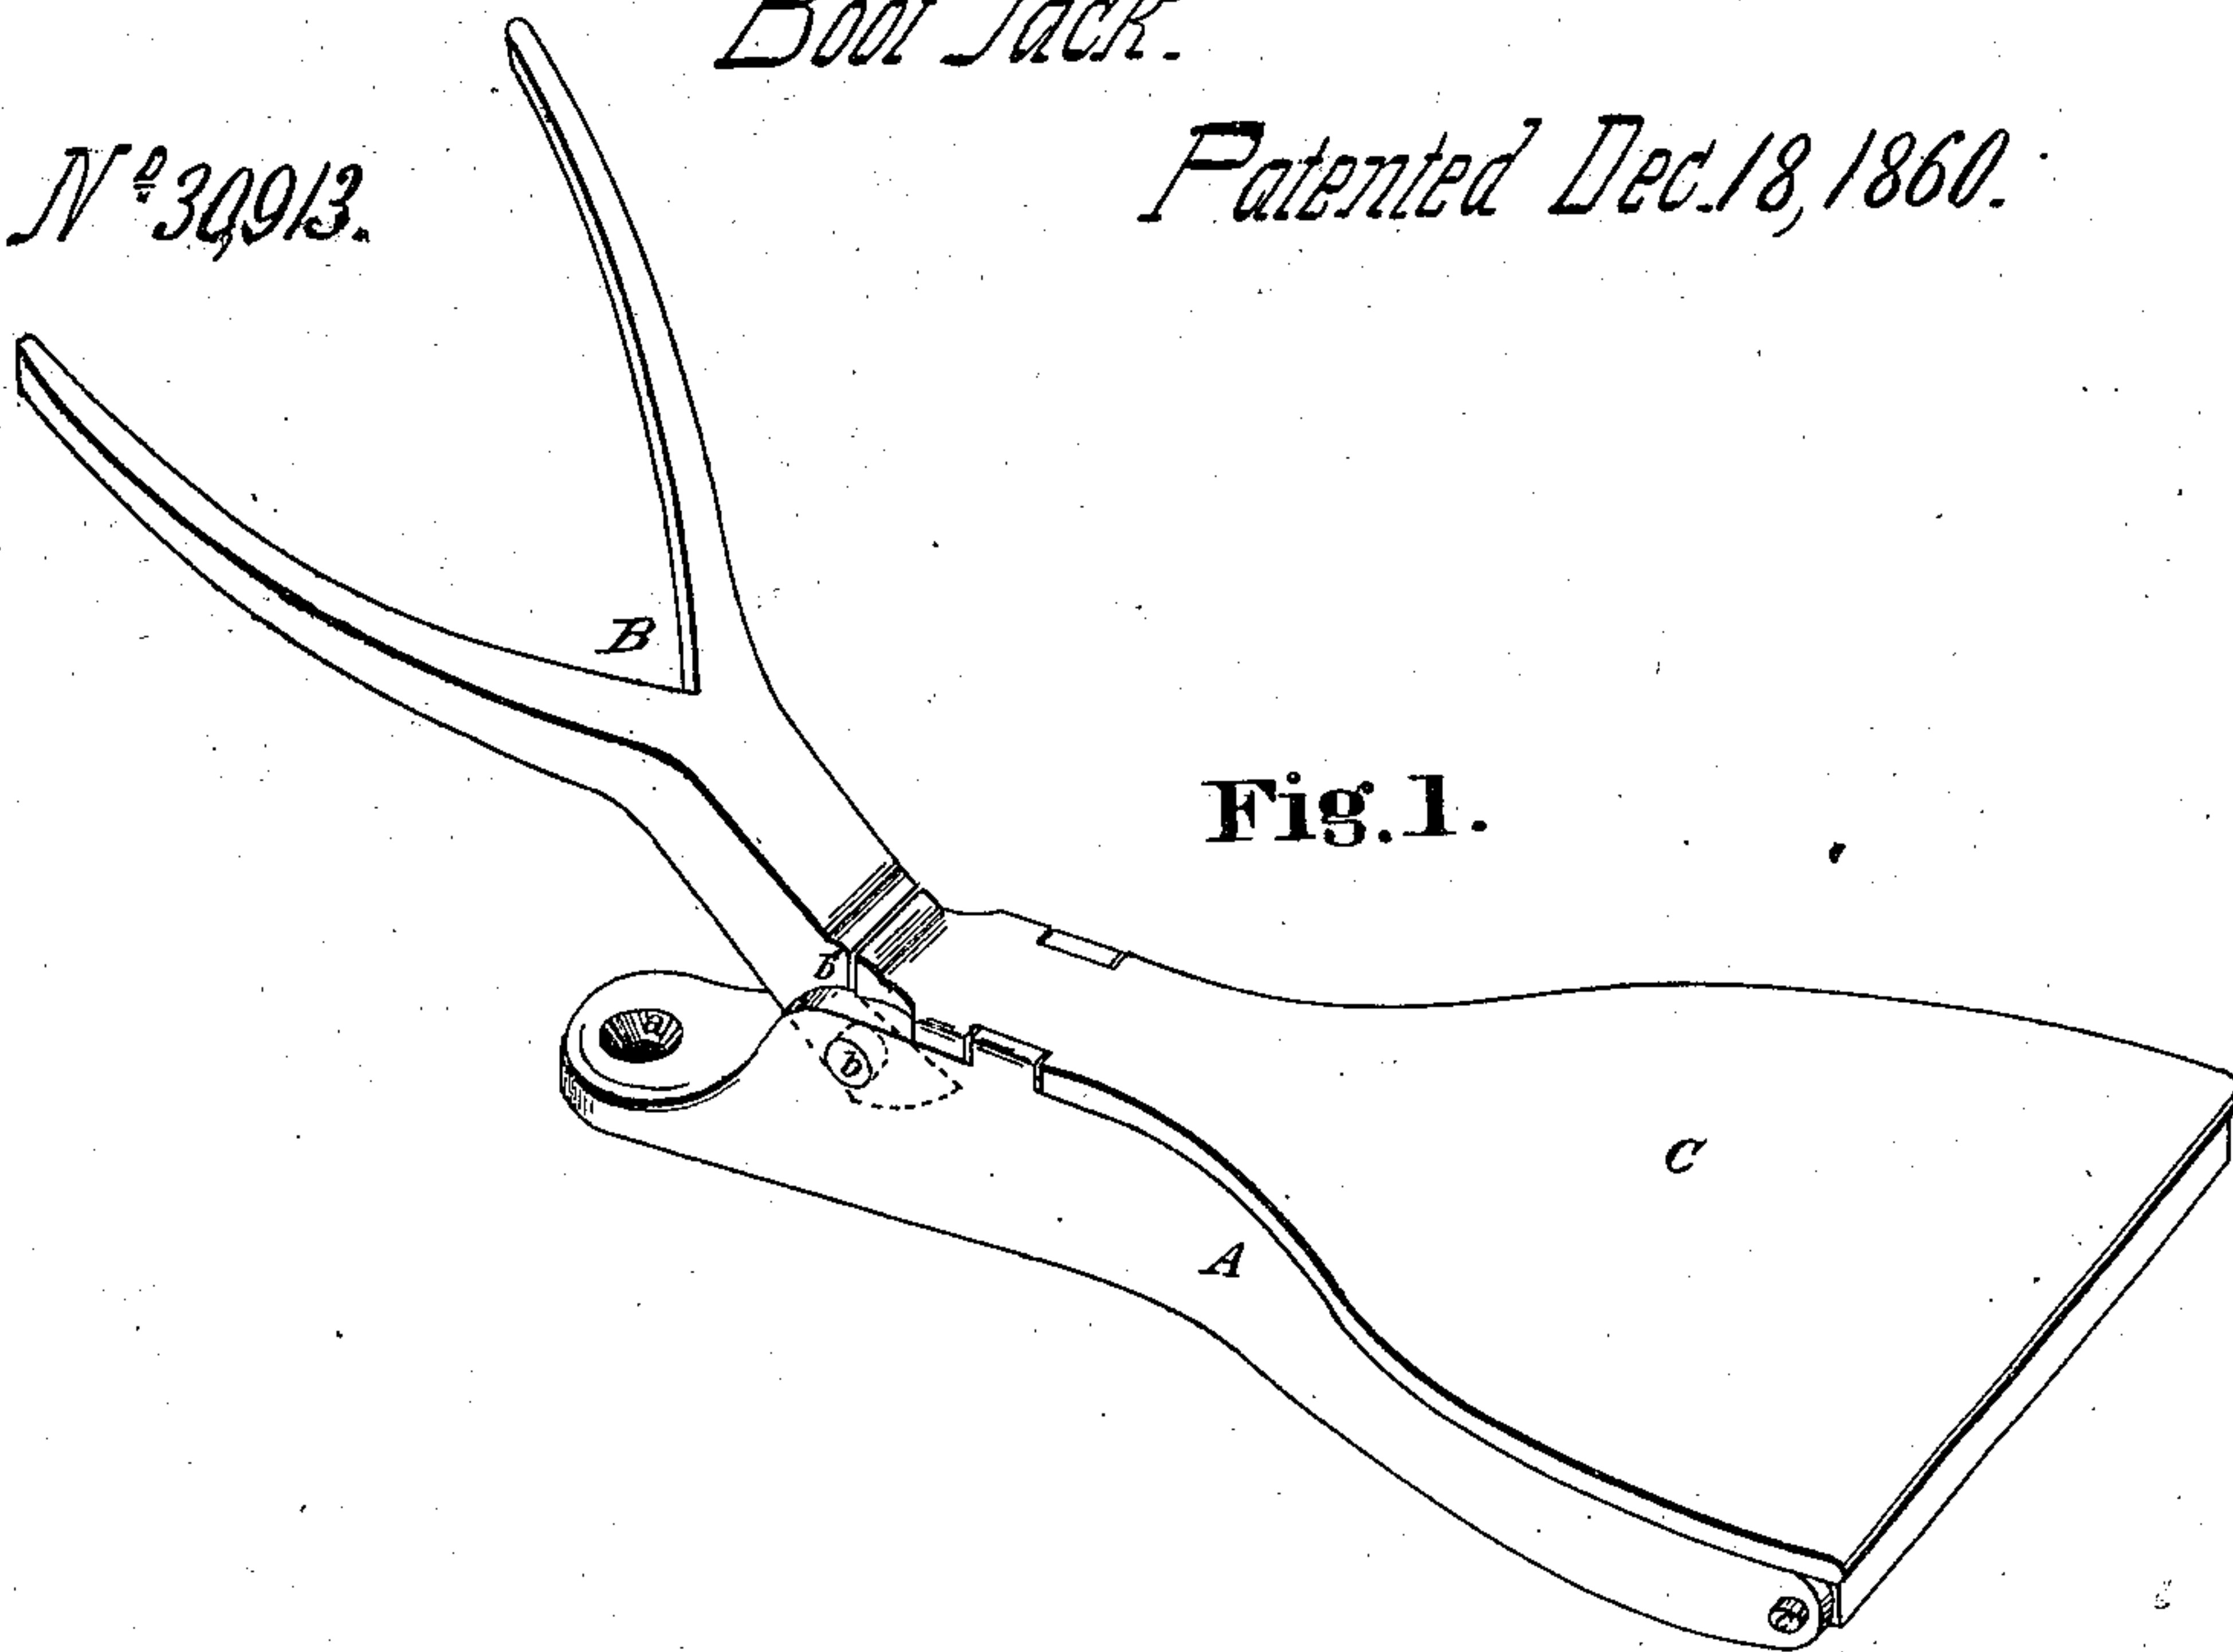 Boot Jack.
Nº 30,913.
Patented Dec. 18, 1860.
B
Fig. 1.
b
a
b
C
A